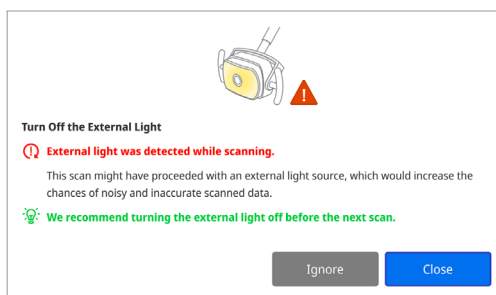 Turn Off the External Light
External light was detected while scanning.
This scan might have proceeded with an external light source, which would increase the
chances of noisy and inaccurate scanned data.
We recommend turning the external light off before the next scan.
Ignore
Close